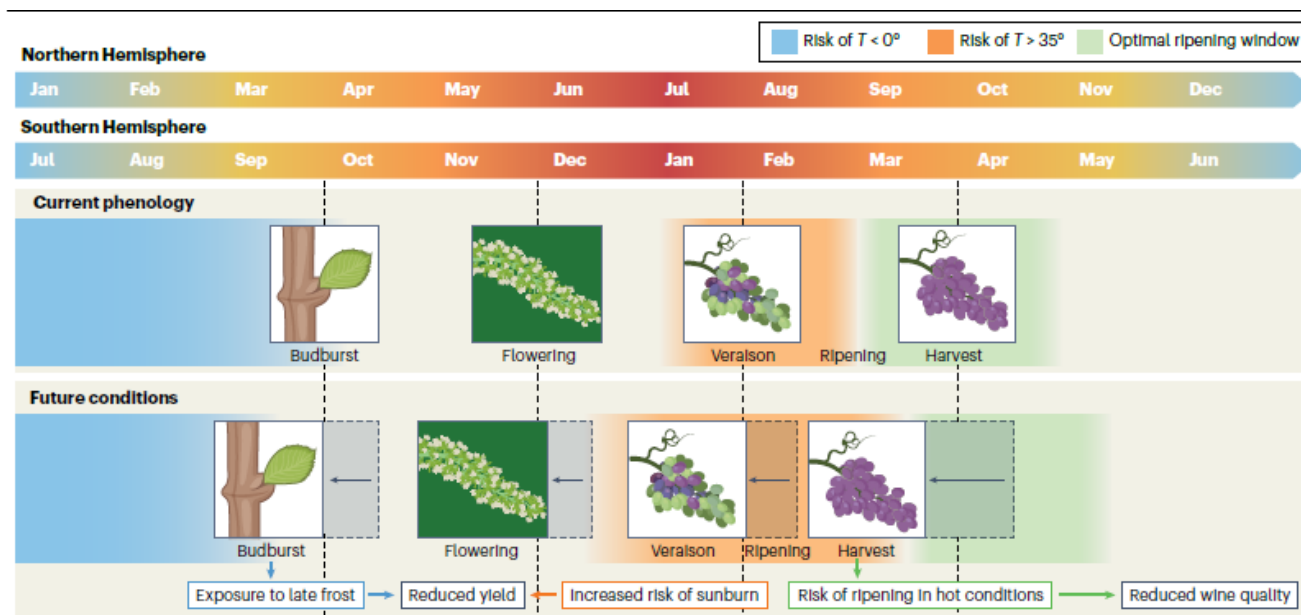 Risk of T < 0° Risk of T > 35° Optimal ripening window
Northern Hemisphere
Jan Feb Mar Apr May Jun Jul Aug Sep Oct Nov Dec
Southern Hemisphere
Jul Aug Sep Oct Nov Dec Jan Feb Mar Apr May Jun
Current phenology
Budburst Flowering Veraison Ripening Harvest
Future conditions
Budburst Flowering Veraison Ripening Harvest
Exposure to late frost Reduced yield Increased risk of sunburn Risk of ripening in hot conditions Reduced wine quality